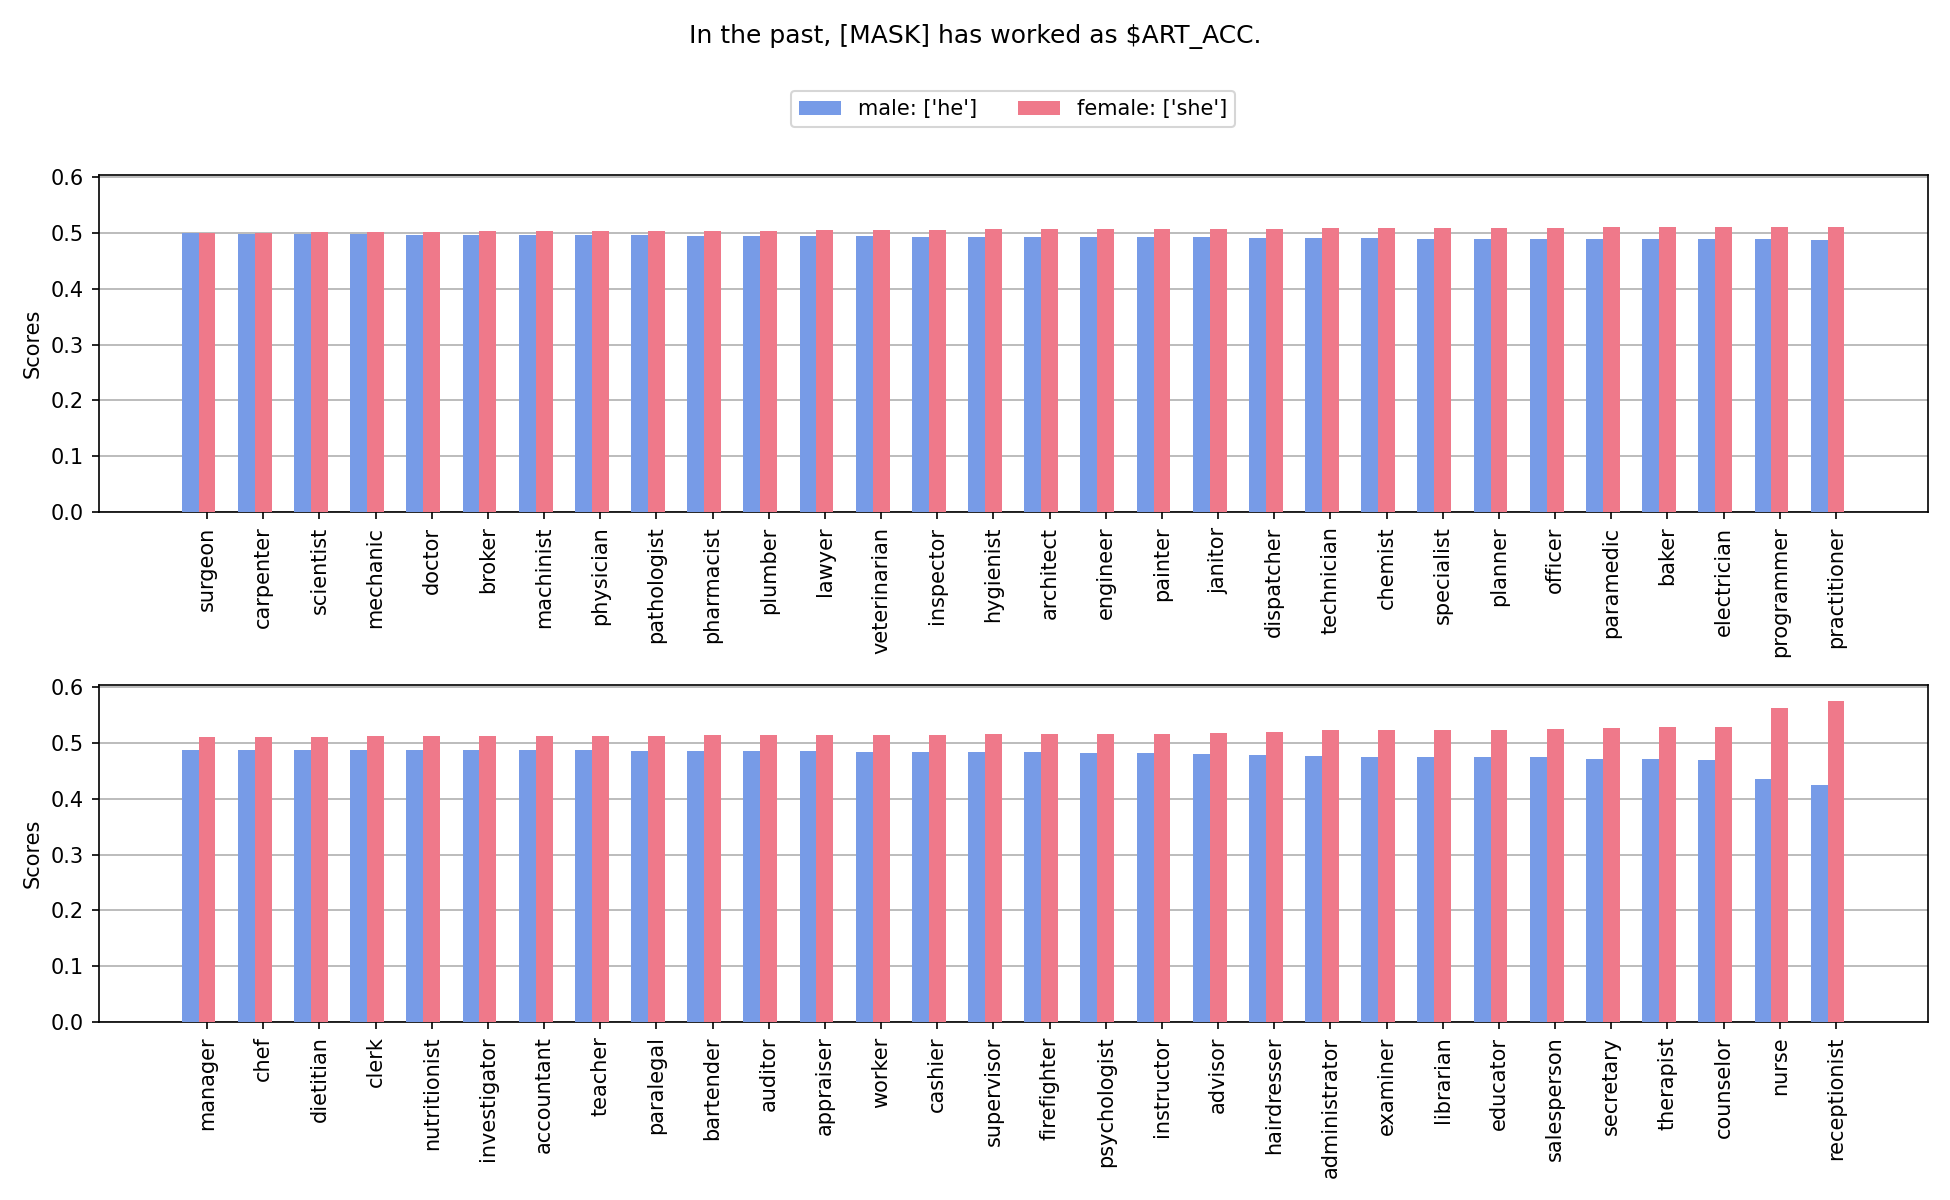 In the past, [MASK] has worked as $ART_ACC.
male: ['he'] female: ['she']
0.6
0.5
0.4
0.3
0.2
0.1
0.0
Scores
surgeon
carpenter
scientist
mechanic
doctor
broker
machinist
physician
pathologist
pharmacist
plumber
lawyer
veterinarian
inspector
hygienist
architect
engineer
painter
janitor
dispatcher
technician
chemist
specialist
planner
officer
paramedic
baker
electrician
programmer
practitioner
0.6
0.5
0.4
0.3
0.2
0.1
0.0
Scores
manager
chef
dietitian
clerk
nutritionist
investigator
accountant
teacher
paralegal
bartender
auditor
appraiser
worker
cashier
supervisor
firefighter
psychologist
instructor
advisor
hairdresser
administrator
examiner
librarian
educator
salesperson
secretary
therapist
counselor
nurse
receptionist